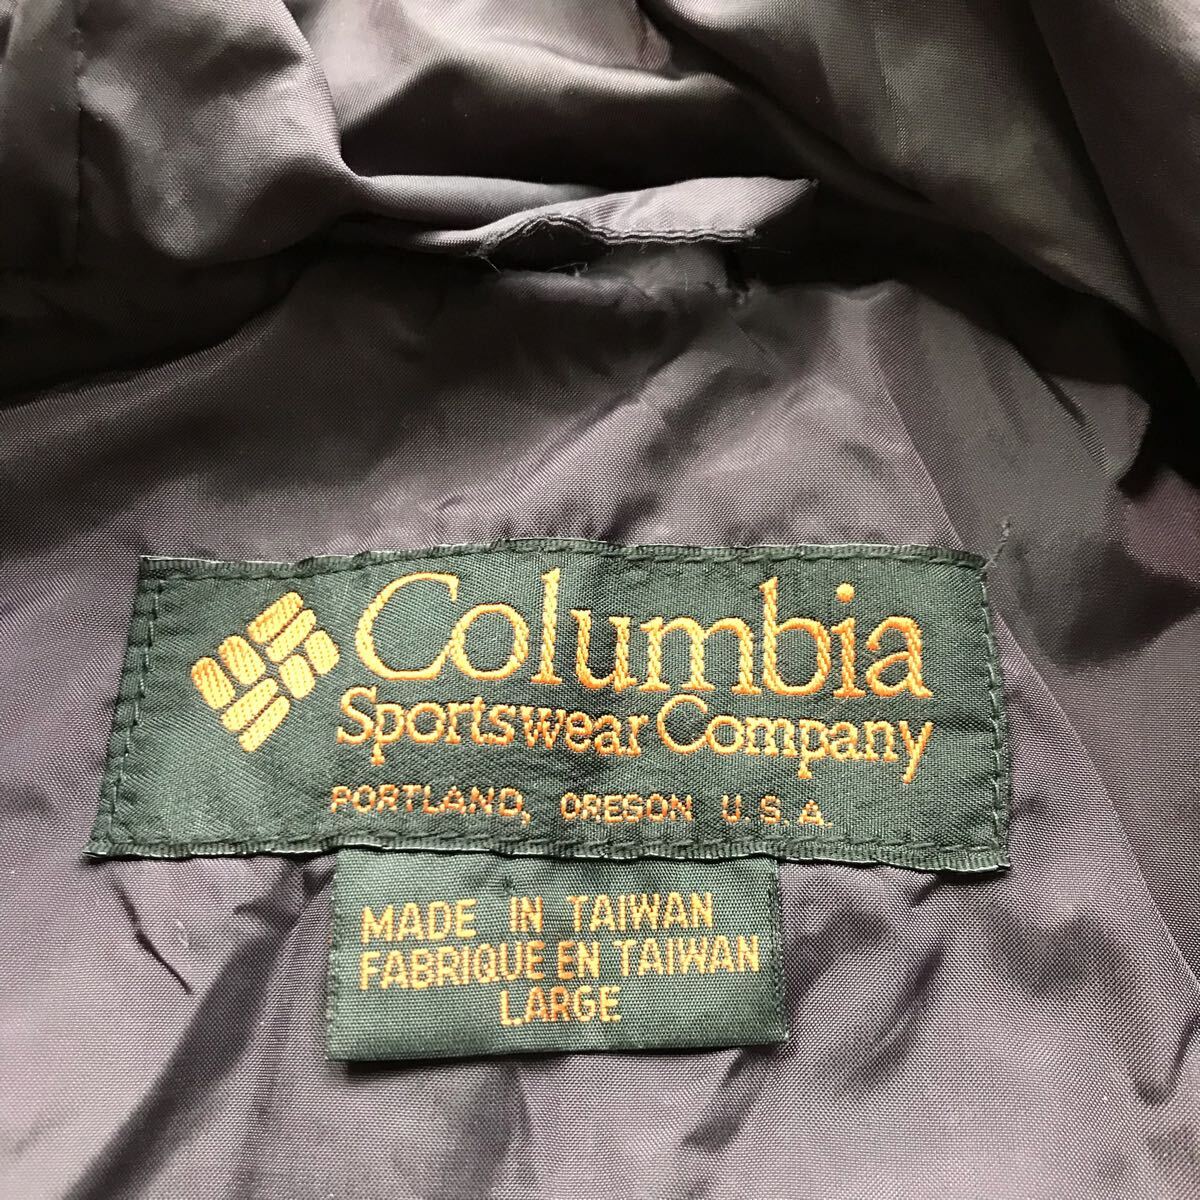 Columbia
Sportswear Company
PORTLAND, OREGON U.S.A.
MADE IN TAIWAN
FABRIQUE EN TAIWAN
LARGE